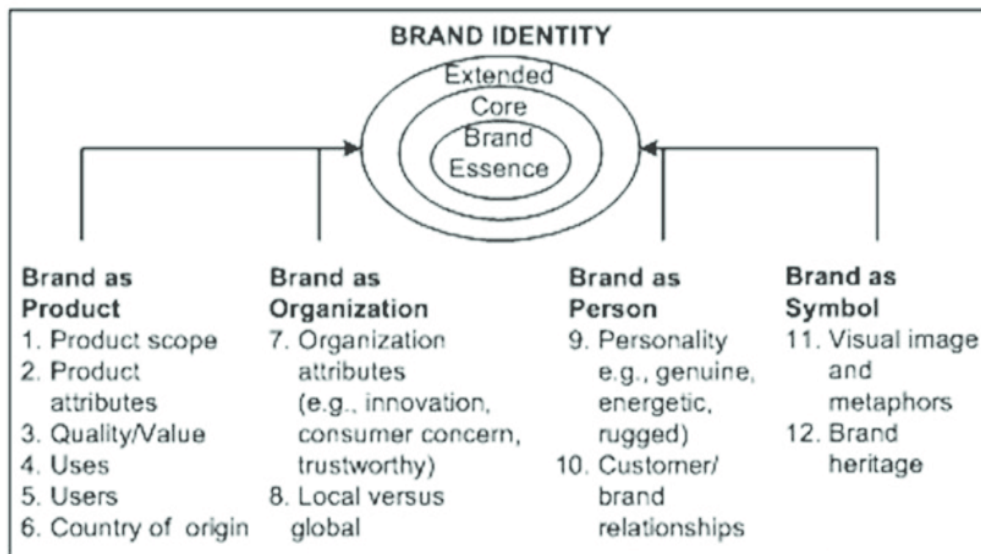 BRAND IDENTITY
Extended
Core
Brand
Essence
Brand as
Product
1. Product scope
2. Product
attributes
3. Quality/Value
4. Uses
5. Users
6. Country of origin
Brand as
Organization
7. Organization
attributes
(e.g., innovation,
consumer concern,
trustworthy)
8. Local versus
global
Brand as
Person
9. Personality
e.g., genuine,
energetic,
rugged)
10. Customer/
brand
relationships
Brand as
Symbol
11. Visual image
and
metaphors
12. Brand
heritage